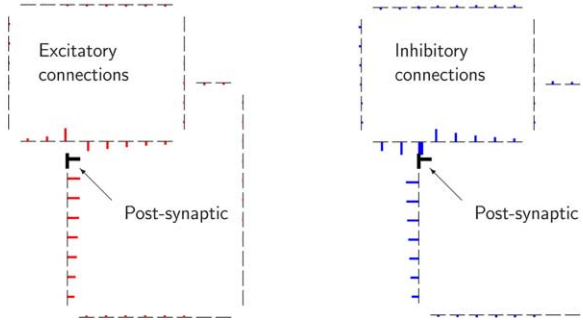 Excitatory
connections
Post-synaptic
Inhibitory
connections
Post-synaptic